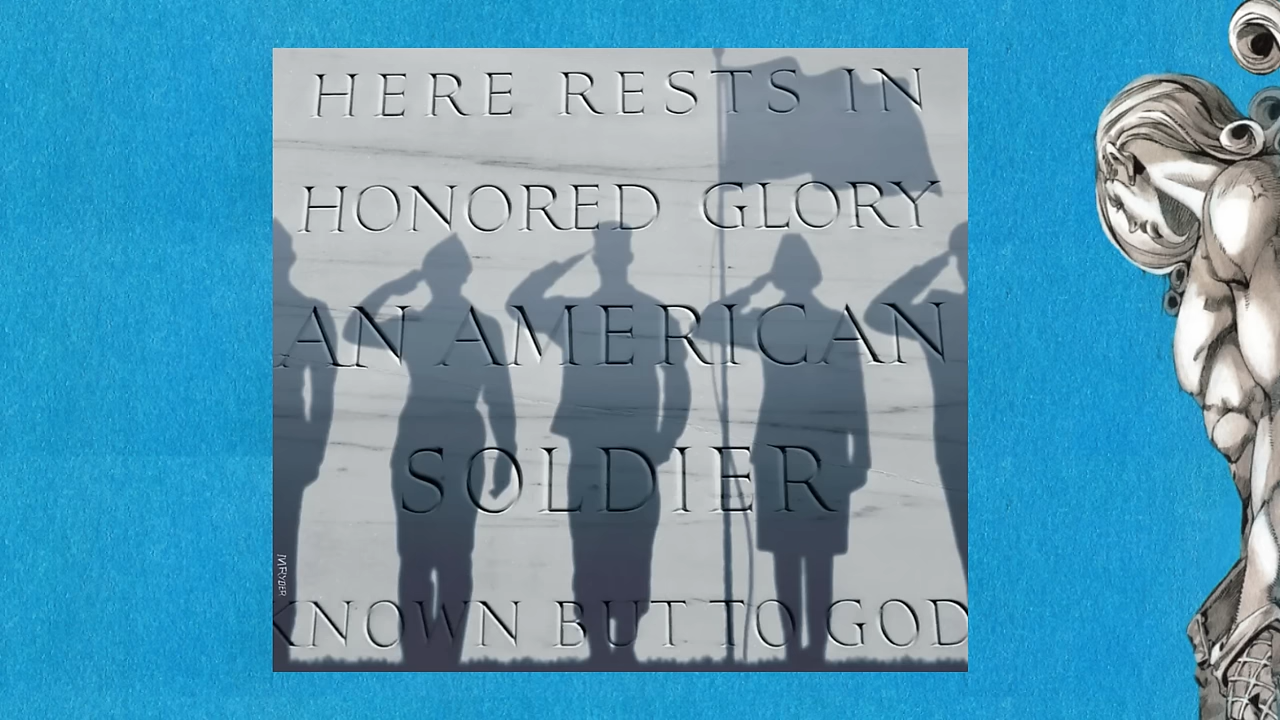 HERE RESTS IN
HONORED GLORY
AN AMERICAN
SOLDIER
KNOWN BUT TO GOD